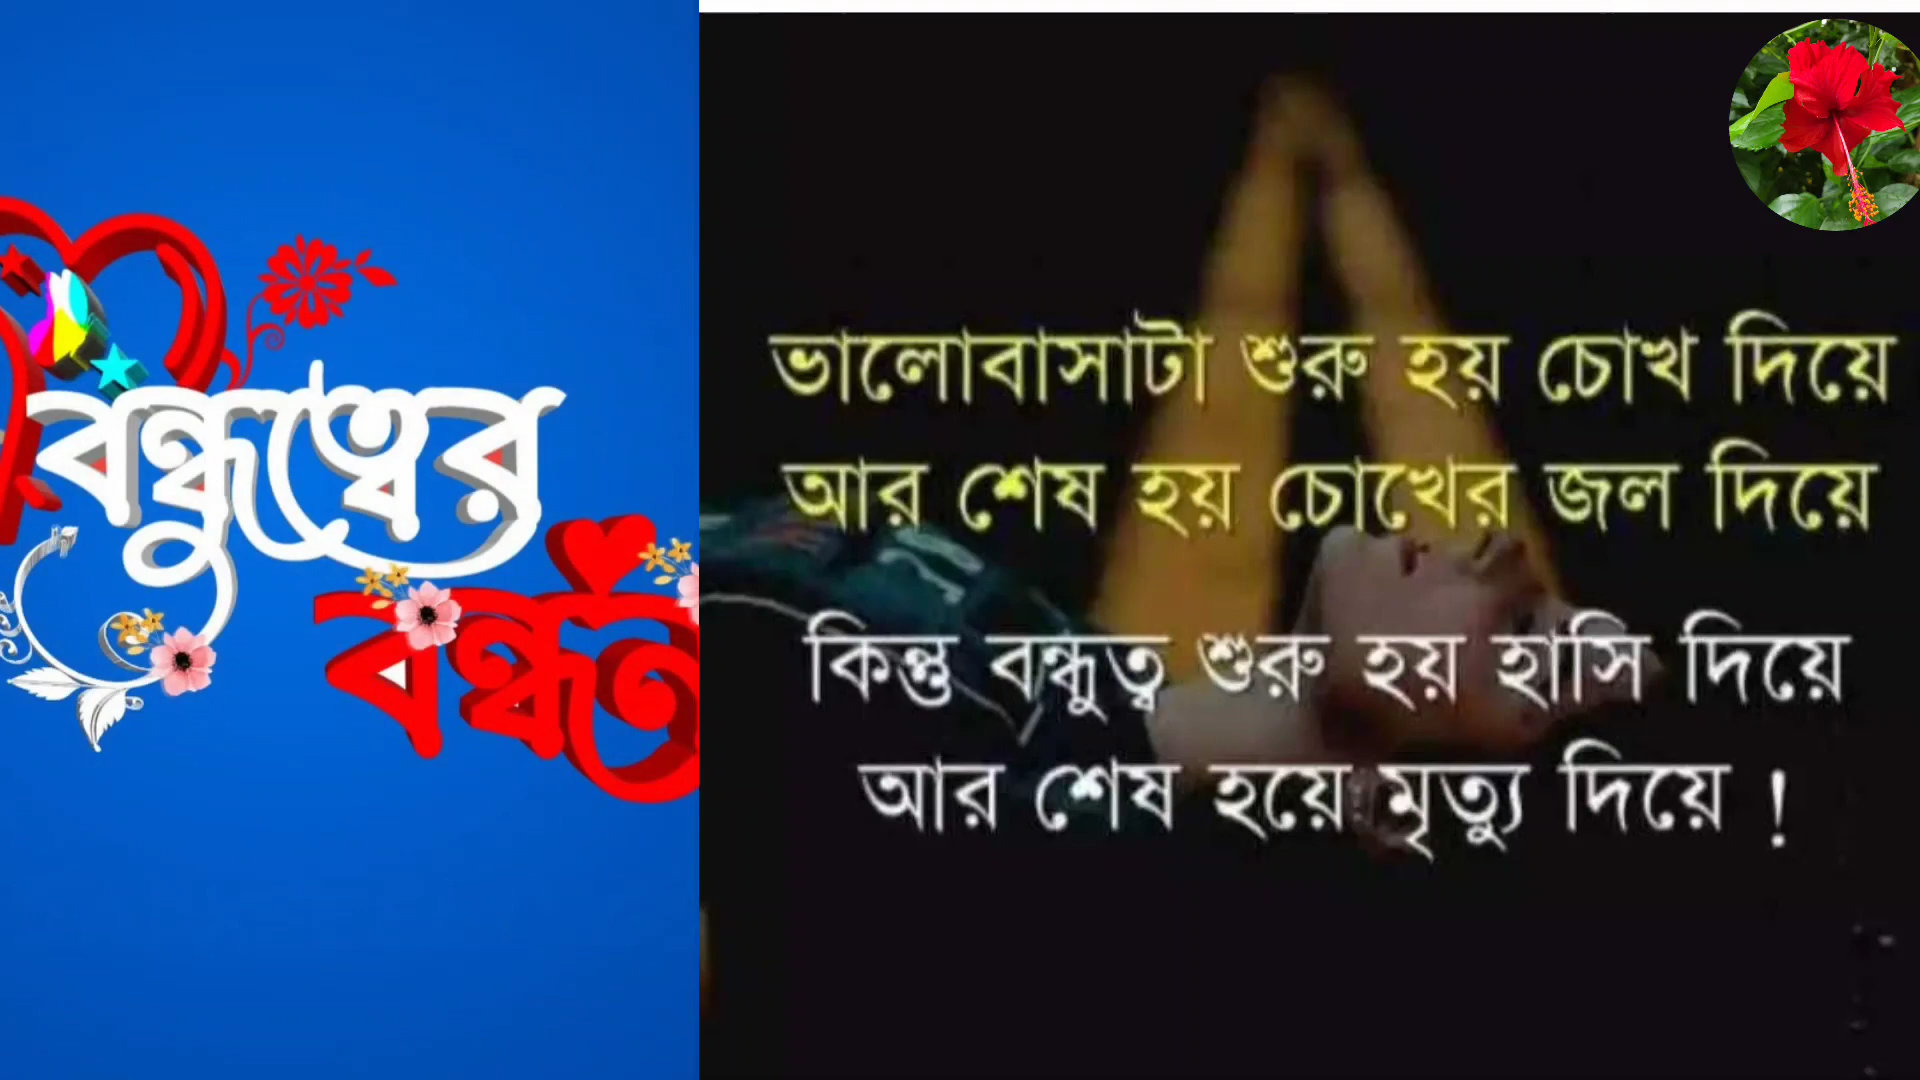 বন্ধুত্বের
বন্ধন
ভালোবাসাটা শুরু হয় চোখ দিয়ে
আর শেষ হয় চোখের জল দিয়ে
কিন্তু বন্ধুত্ব শুরু হয় হাসি দিয়ে
আর শেষ হয়ে মৃত্যু দিয়ে !